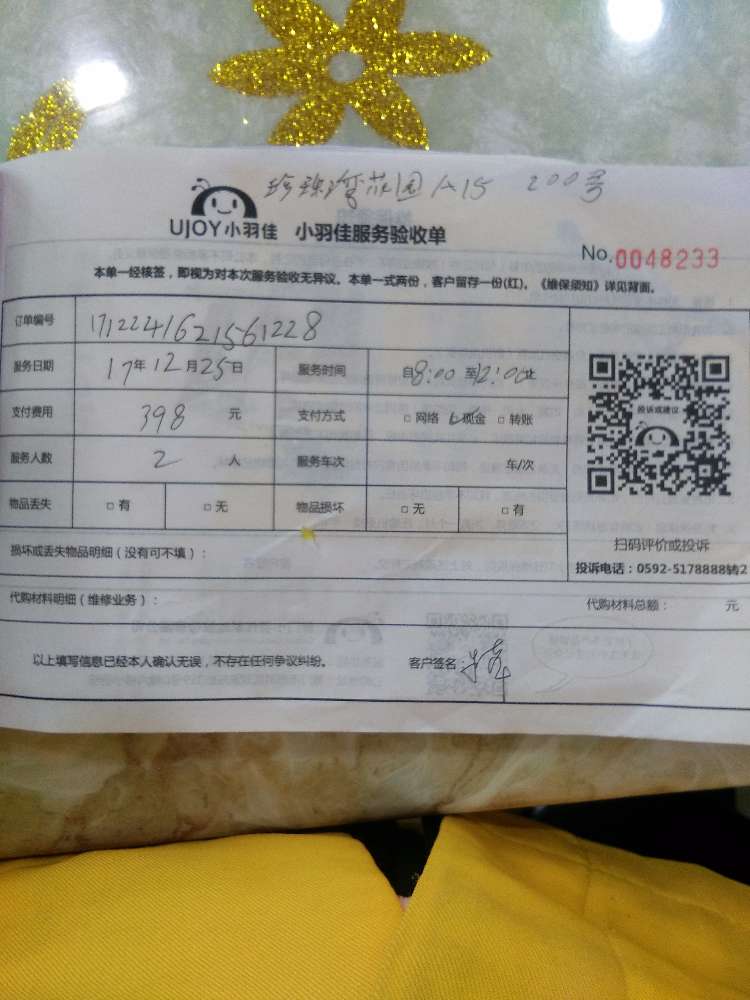 珍珠湾花园A15 200号
UJOY小羽佳 小羽佳服务验收单
No.0048233
本单一经核签，即视为对本次服务验收无异议。本单一式两份，客户留存一份(红)。《维保须知》详见背面。
订单编号 1712241621561228
服务日期 17年12月25日 服务时间 自8:00至12:00止
支付费用 398 元 支付方式 □网络 □现金 □转账
投诉或建议
服务人数 2 人 服务车次 车/次
物品丢失 □有 □无 物品损坏 □无 □有
损坏或丢失物品明细（没有可不填）：
扫码评价或投诉
投诉电话：0592-5178888转2
代购材料明细（维修业务）： 代购材料总额： 元
以上填写信息已经本人确认无误，不存在任何争议纠纷。 客户签名：